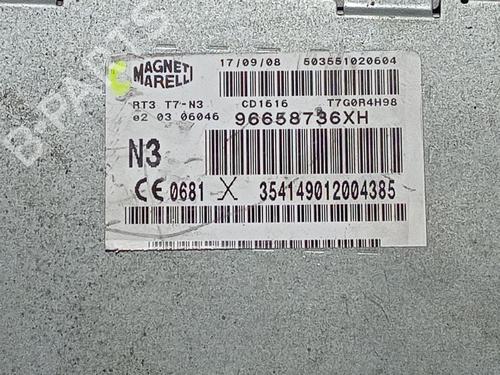 MAGNETI
MARELLI
17/09/08 503551020604
RT3 T7-N3 CD1616 T7G0R4H98
e2 03 06046 96658736XH
N3
CE 0681 X 354149012004385
B-PARTS